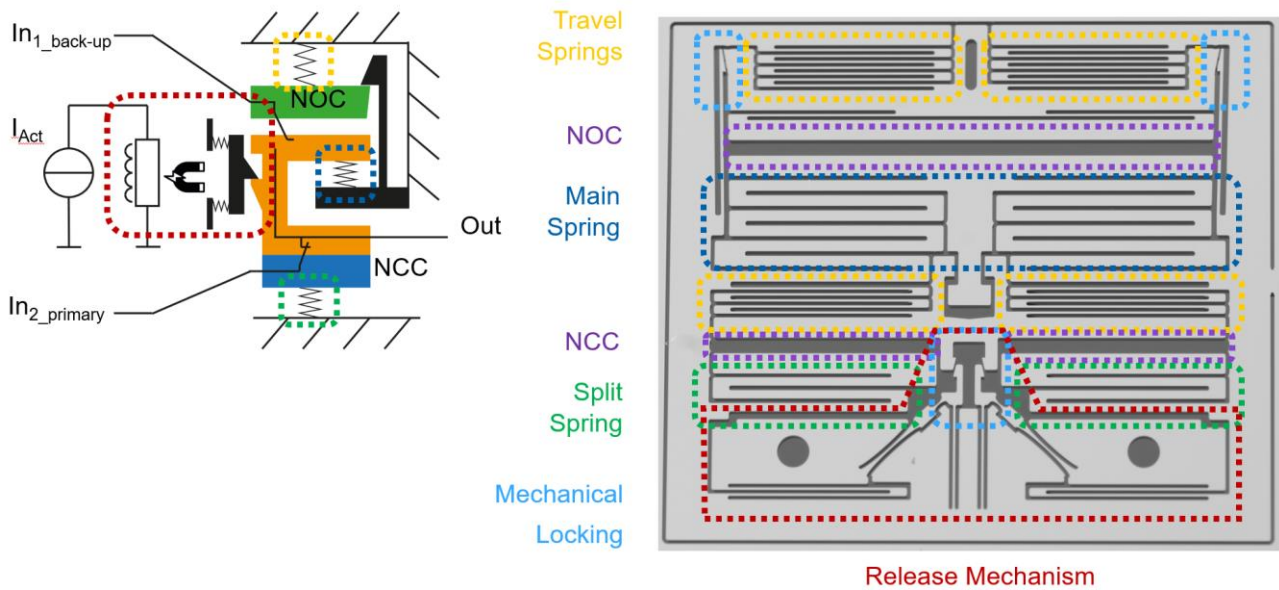 In1_back-up
IAct
NOC
Out
NCC
In2_primary
Travel
Springs
NOC
Main
Spring
NCC
Split
Spring
Mechanical
Locking
Release Mechanism